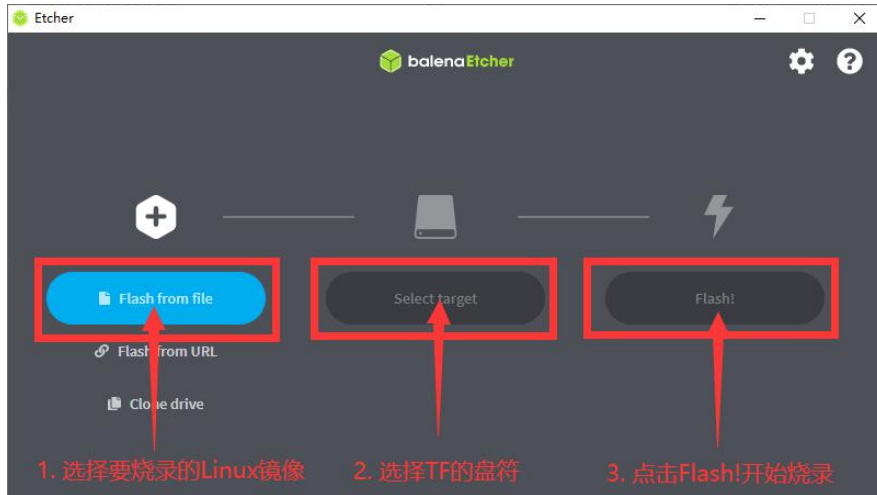 Etcher
balenaEtcher
Flash from file
Select target
Flash!
Flash from URL
Clone drive
1. 选择要烧录的Linux镜像
2. 选择TF的盘符
3. 点击Flash!开始烧录